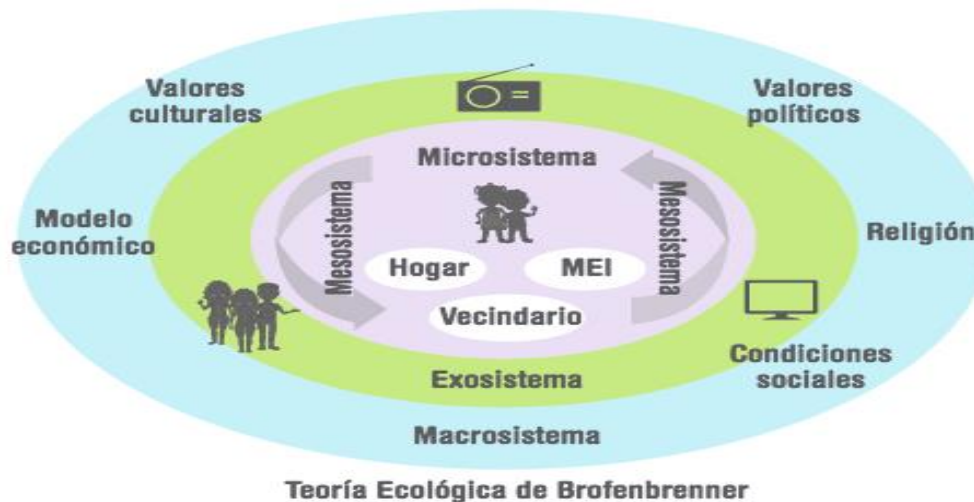 Valores
culturales
Valores
políticos
Microsistema
Mesosistema
Mesosistema
Modelo
económico
Religión
Hogar
MEI
Vecindario
Condiciones
sociales
Exosistema
Macrosistema
Teoría Ecológica de Brofenbrenner